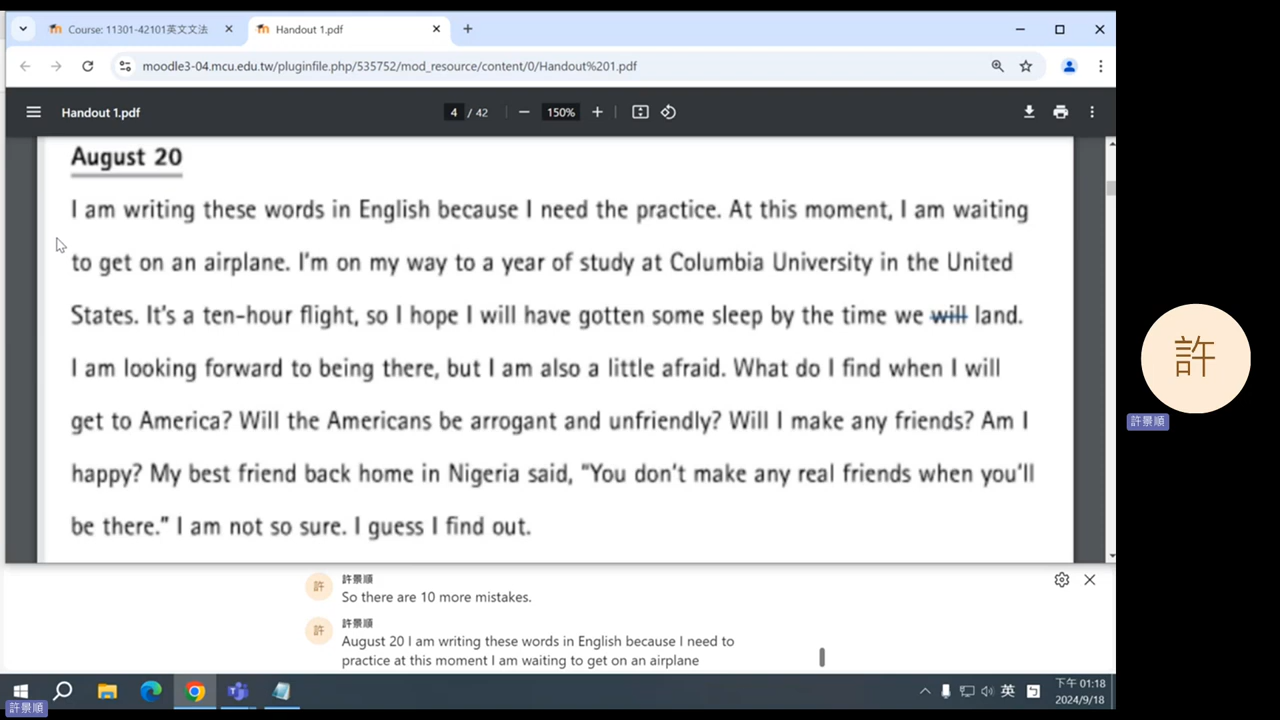 Course: 11301-42101英文文法
Handout 1.pdf
moodle3-04.mcu.edu.tw/pluginfile.php/535752/mod_resource/content/0/Handout%201.pdf
Handout 1.pdf
4 / 42
150%
August 20
I am writing these words in English because I need the practice. At this moment, I am waiting
to get on an airplane. I'm on my way to a year of study at Columbia University in the United
States. It's a ten-hour flight, so I hope I will have gotten some sleep by the time we will land.
I am looking forward to being there, but I am also a little afraid. What do I find when I will
get to America? Will the Americans be arrogant and unfriendly? Will I make any friends? Am I
happy? My best friend back home in Nigeria said, "You don't make any real friends when you'll
be there." I am not so sure. I guess I find out.
許
許景順
許
許景順
So there are 10 more mistakes.
許
許景順
August 20 I am writing these words in English because I need to
practice at this moment I am waiting to get on an airplane
英
下午 01:18
2024/9/18
許景順